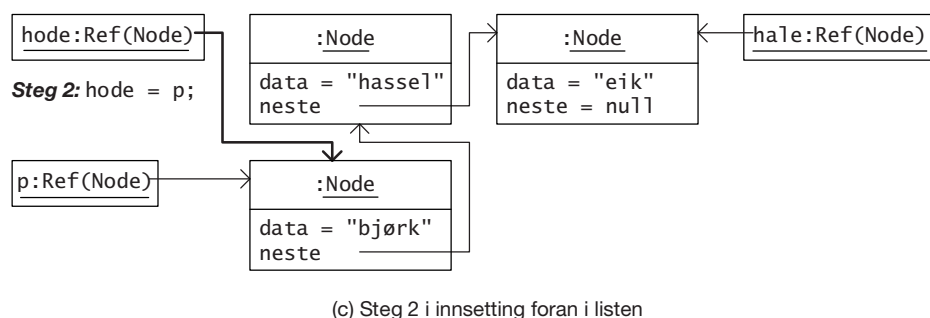 hode:Ref(Node)
:Node
data = "hassel"
neste
:Node
data = "eik"
neste = null
hale:Ref(Node)
Steg 2: hode = p;
p:Ref(Node)
:Node
data = "bjørk"
neste
(c) Steg 2 i innsetting foran i listen